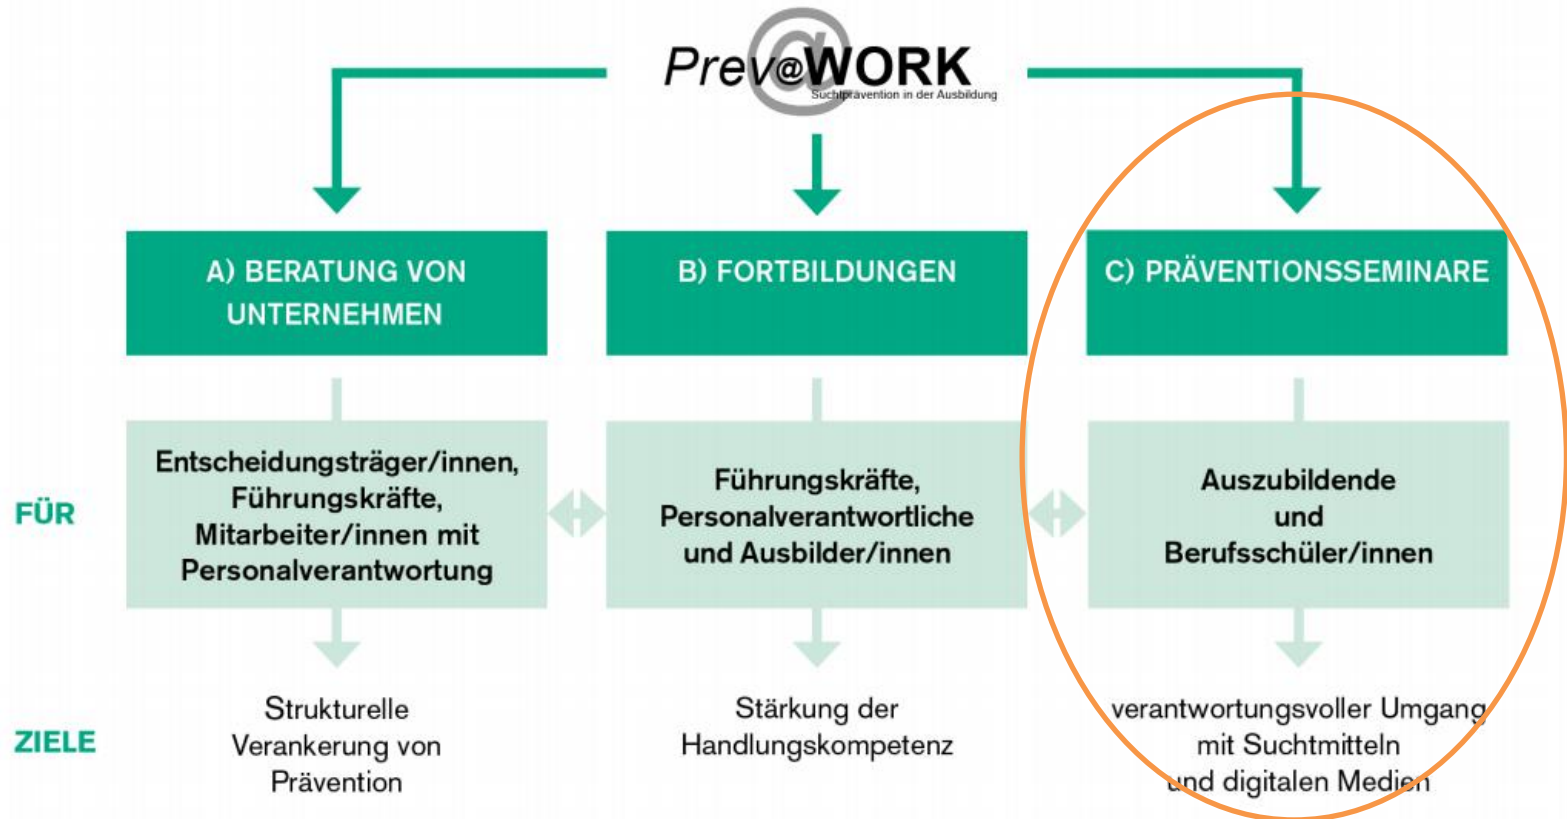 Prev@WORK
Suchtprävention in der Ausbildung
A) BERATUNG VON
UNTERNEHMEN
B) FORTBILDUNGEN
C) PRÄVENTIONSSEMINARE
FÜR
Entscheidungsträger/innen,
Führungskräfte,
Mitarbeiter/innen mit
Personalverantwortung
Führungskräfte,
Personalverantwortliche
und Ausbilder/innen
Auszubildende
und
Berufsschüler/innen
ZIELE
Strukturelle
Verankerung von
Prävention
Stärkung der
Handlungskompetenz
verantwortungsvoller Umgang
mit Suchtmitteln
und digitalen Medien